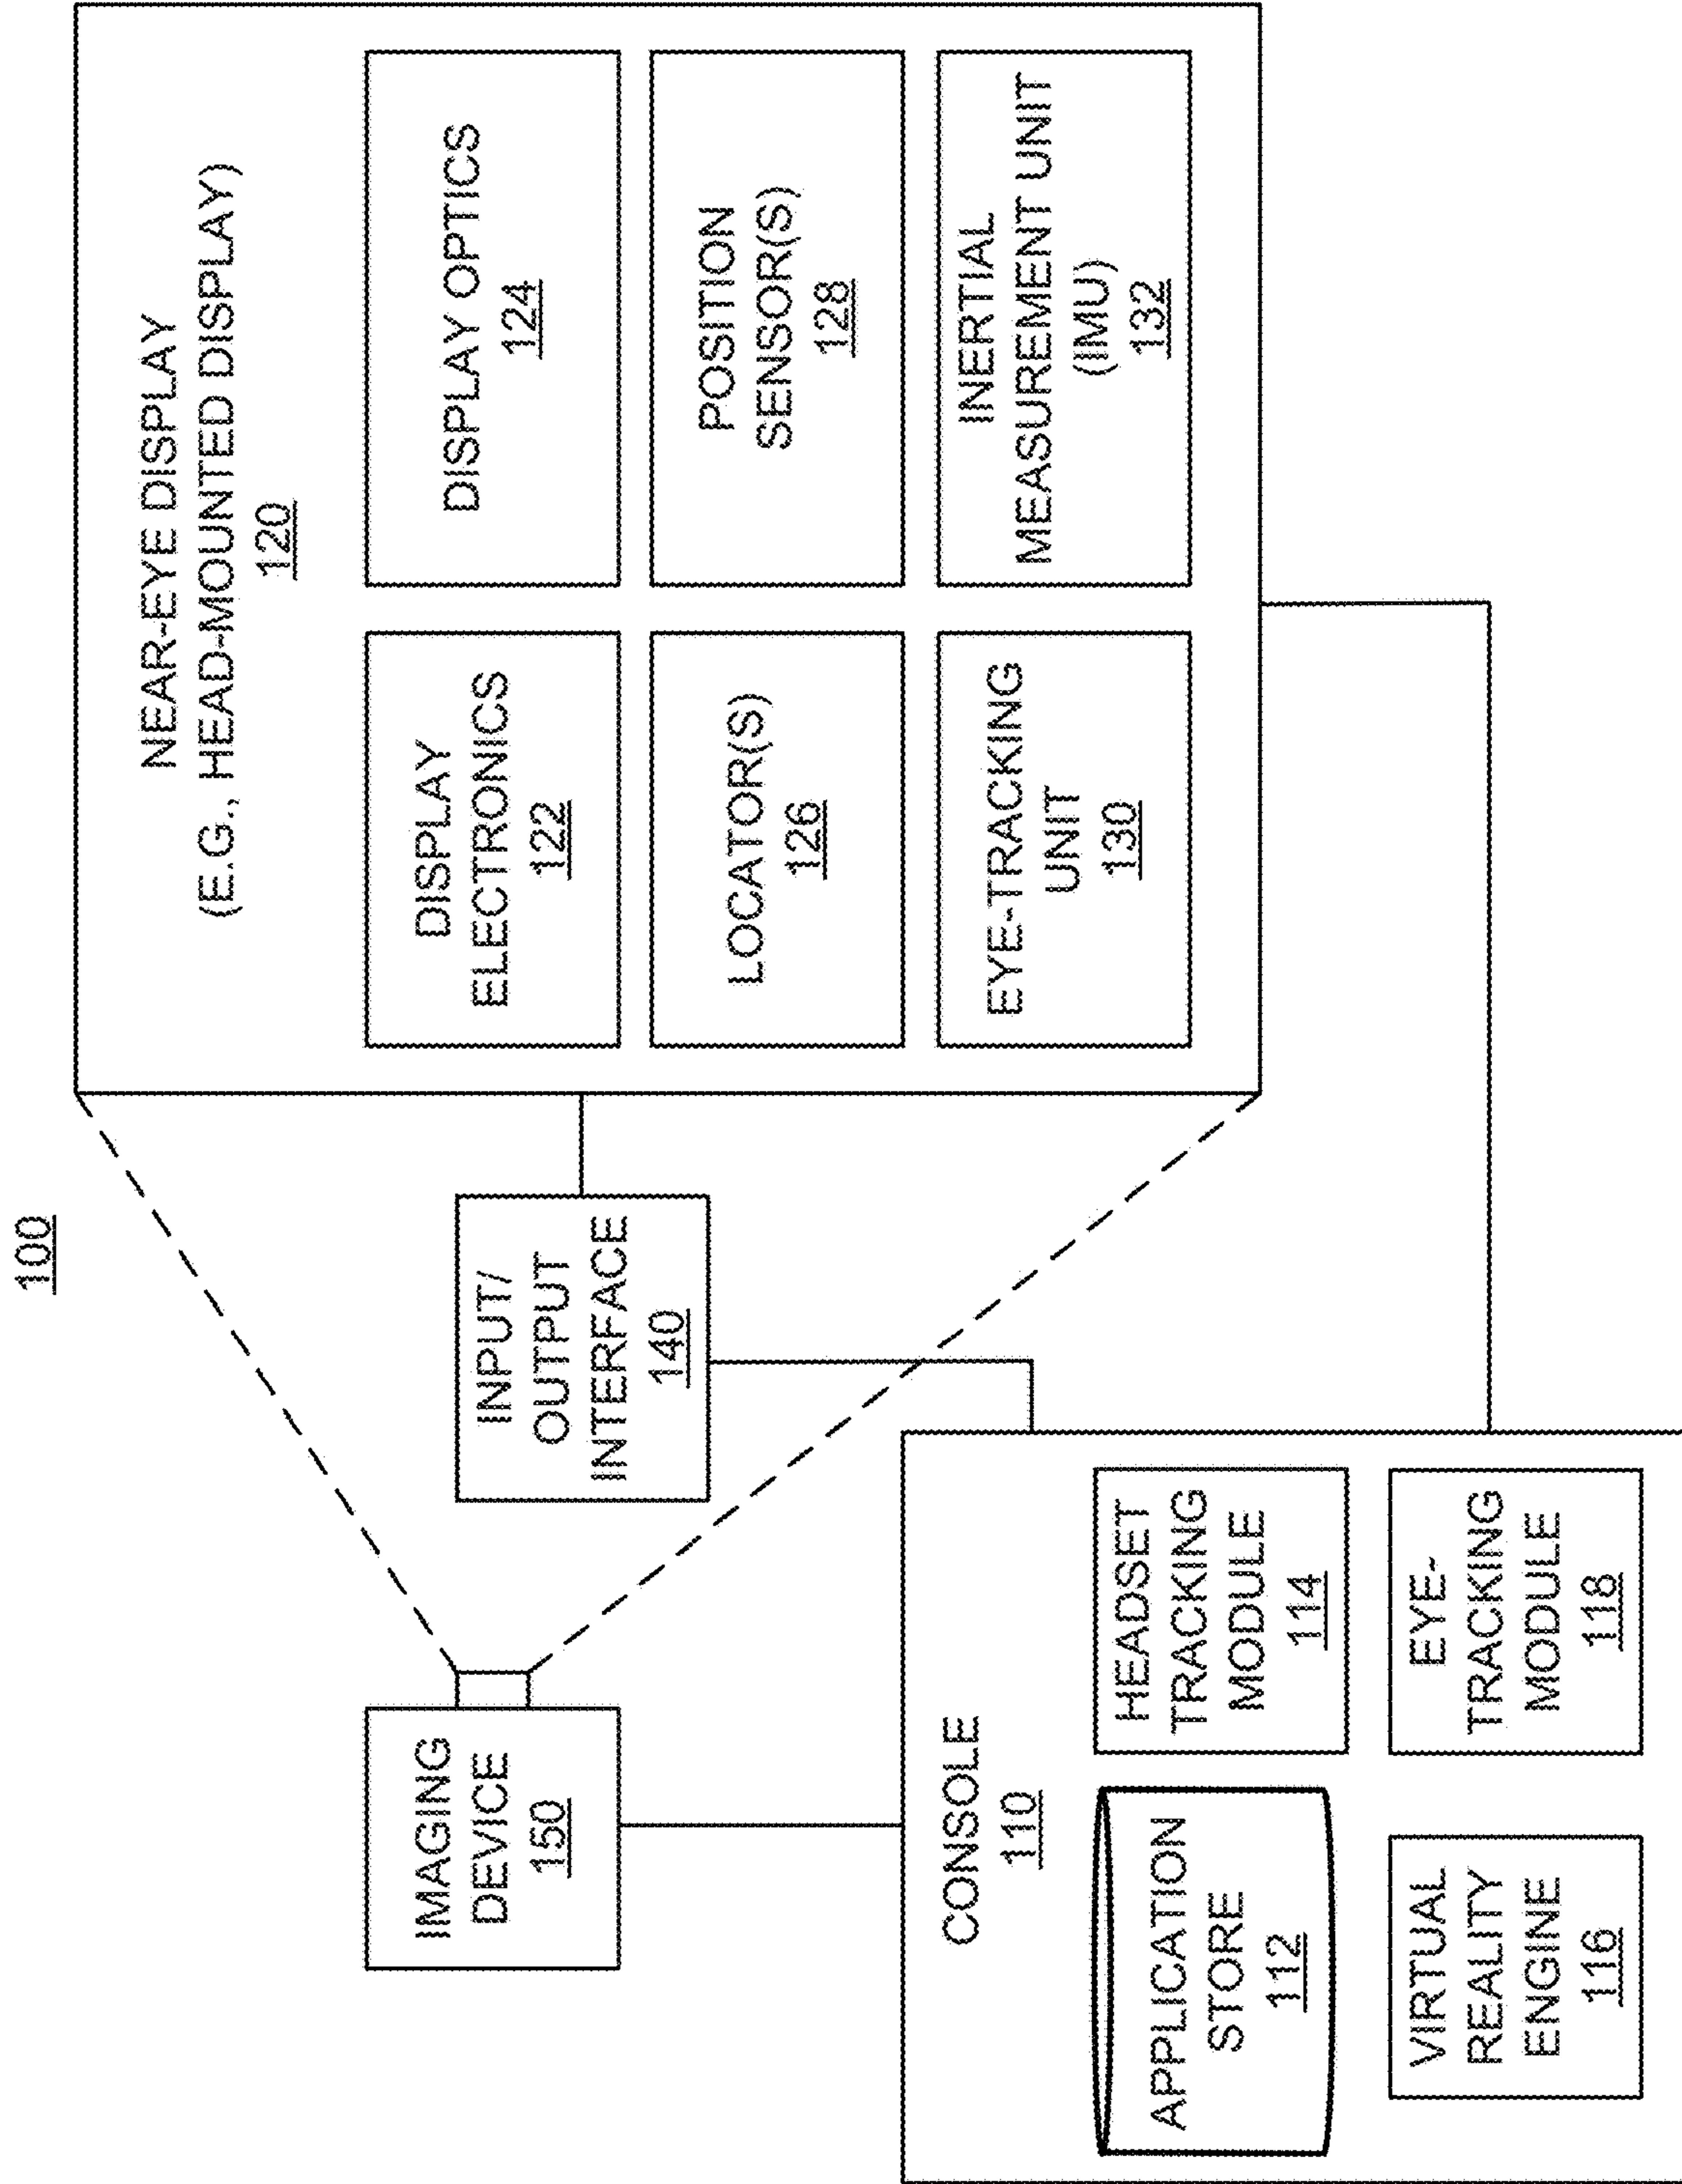 100
NEAR-EYE DISPLAY
(E.G., HEAD-MOUNTED DISPLAY)
120
DISPLAY
ELECTRONICS
122
DISPLAY OPTICS
124
LOCATOR(S)
126
POSITION
SENSOR(S)
128
EYE-TRACKING
UNIT
130
INERTIAL
MEASUREMENT UNIT
(IMU)
132
IMAGING
DEVICE
150
INPUT/
OUTPUT
INTERFACE
140
CONSOLE
110
APPLICATION
STORE
112
HEADSET
TRACKING
MODULE
114
VIRTUAL
REALITY
ENGINE
116
EYE-
TRACKING
MODULE
118